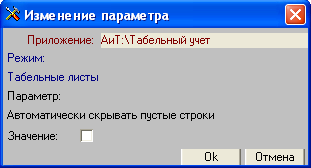 Изменение параметра
Приложение: АиТ:\Табельный учет
Режим:
Табельные листы
Параметр:
Автоматически скрывать пустые строки
Значение:
Ok Отмена